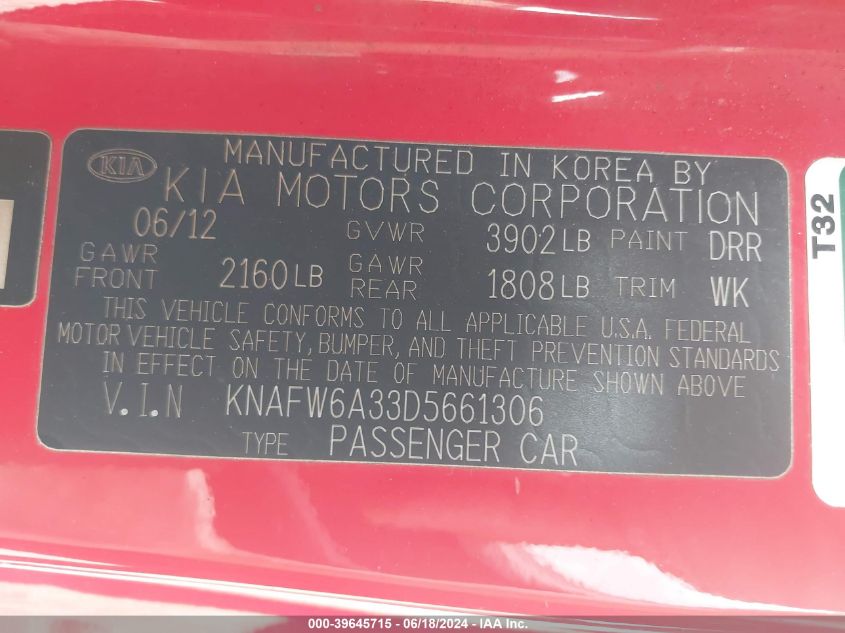 MANUFACTURED IN KOREA BY
KIA
KIA MOTORS CORPORATION
06/12 GVWR 3902 LB PAINT DRR
GAWR FRONT 2160 LB GAWR REAR 1808 LB TRIM WK
THIS VEHICLE CONFORMS TO ALL APPLICABLE U.S.A. FEDERAL
MOTOR VEHICLE SAFETY, BUMPER, AND THEFT PREVENTION STANDARDS
IN EFFECT ON THE DATE OF MANUFACTURE SHOWN ABOVE
V.I.N KNAFW6A33D5661306
TYPE PASSENGER CAR
T32
000-39645715 - 06/18/2024 - © IAA, Inc.